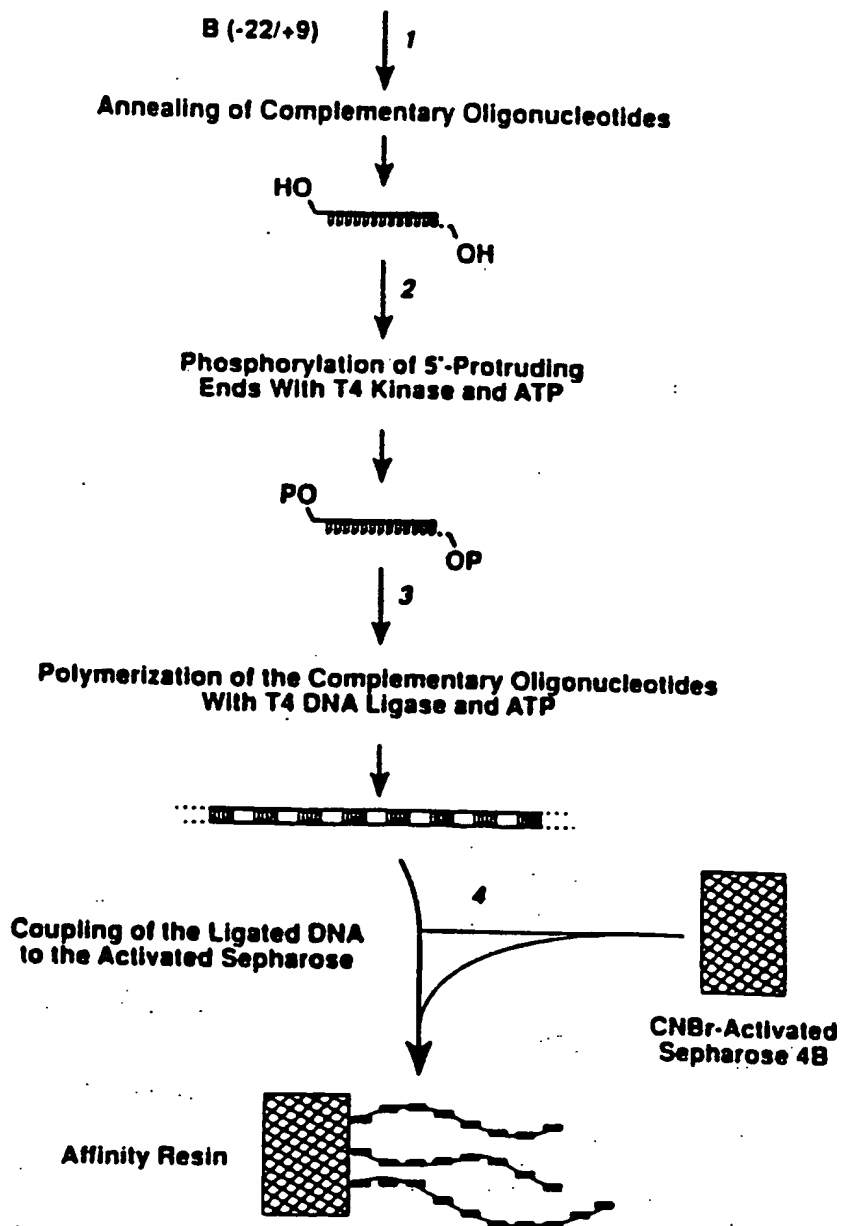 B (-22/+9)
1
Annealing of Complementary Oligonucleotides
HO
OH
2
Phosphorylation of 5'-Protruding
Ends With T4 Kinase and ATP
PO
OP
3
Polymerization of the Complementary Oligonucleotides
With T4 DNA Ligase and ATP
4
Coupling of the Ligated DNA
to the Activated Sepharose
CNBr-Activated
Sepharose 4B
Affinity Resin